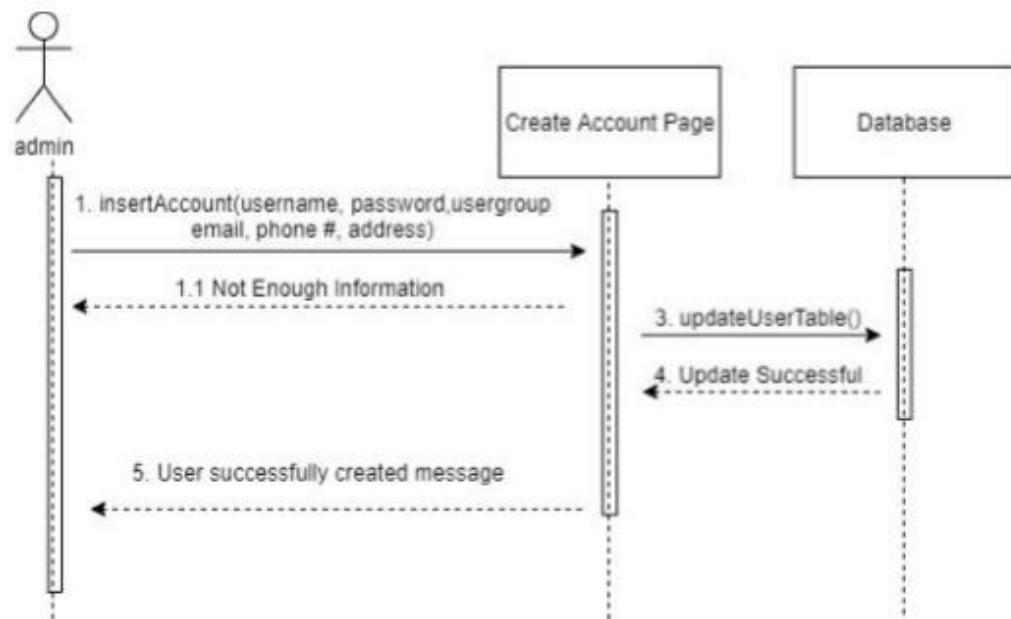 admin
Create Account Page
Database
1. insertAccount(username, password,usergroup
email, phone #, address)
1.1 Not Enough Information
3. updateUserTable()
4. Update Successful
5. User successfully created message